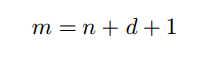 m = n + d + 1